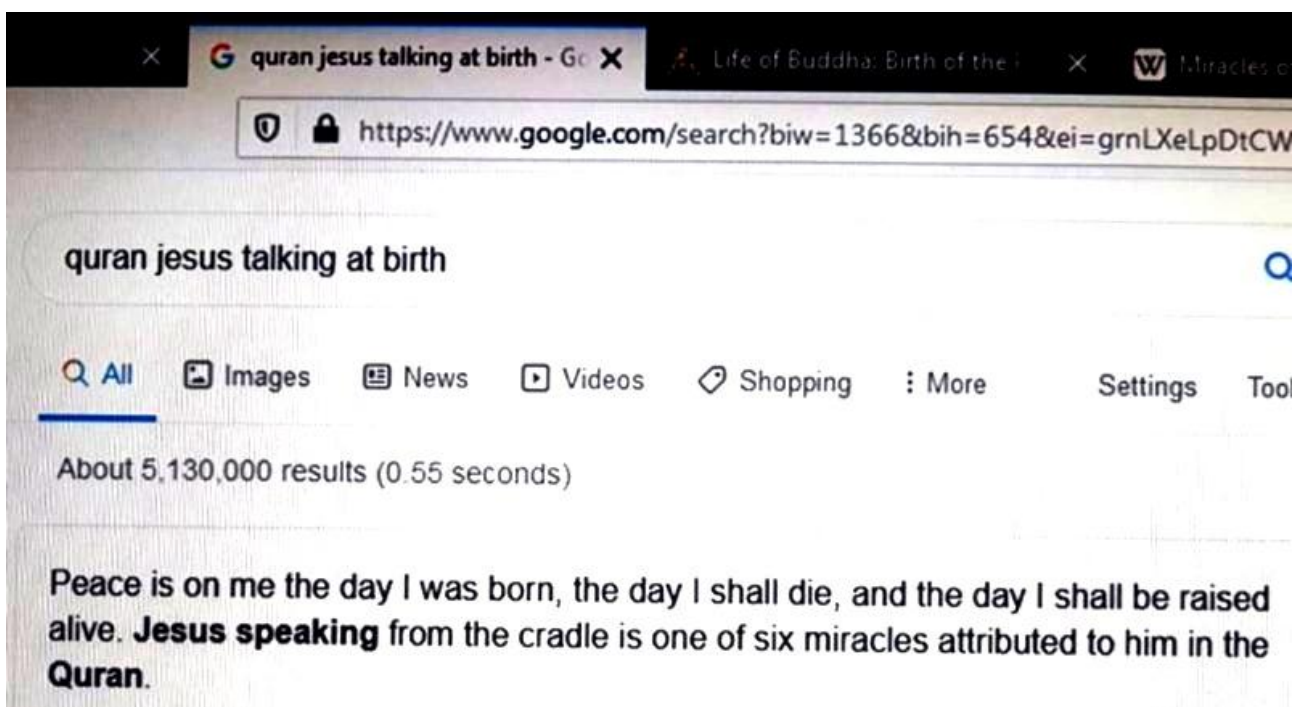 quran jesus talking at birth - Go
Life of Buddha: Birth of the
W Miracles o
https://www.google.com/search?biw=1366&bih=654&ei=grnLXeLpDtCW
quran jesus talking at birth
All Images News Videos Shopping More Settings Tool
About 5,130,000 results (0.55 seconds)
Peace is on me the day I was born, the day I shall die, and the day I shall be raised
alive. Jesus speaking from the cradle is one of six miracles attributed to him in the
Quran.